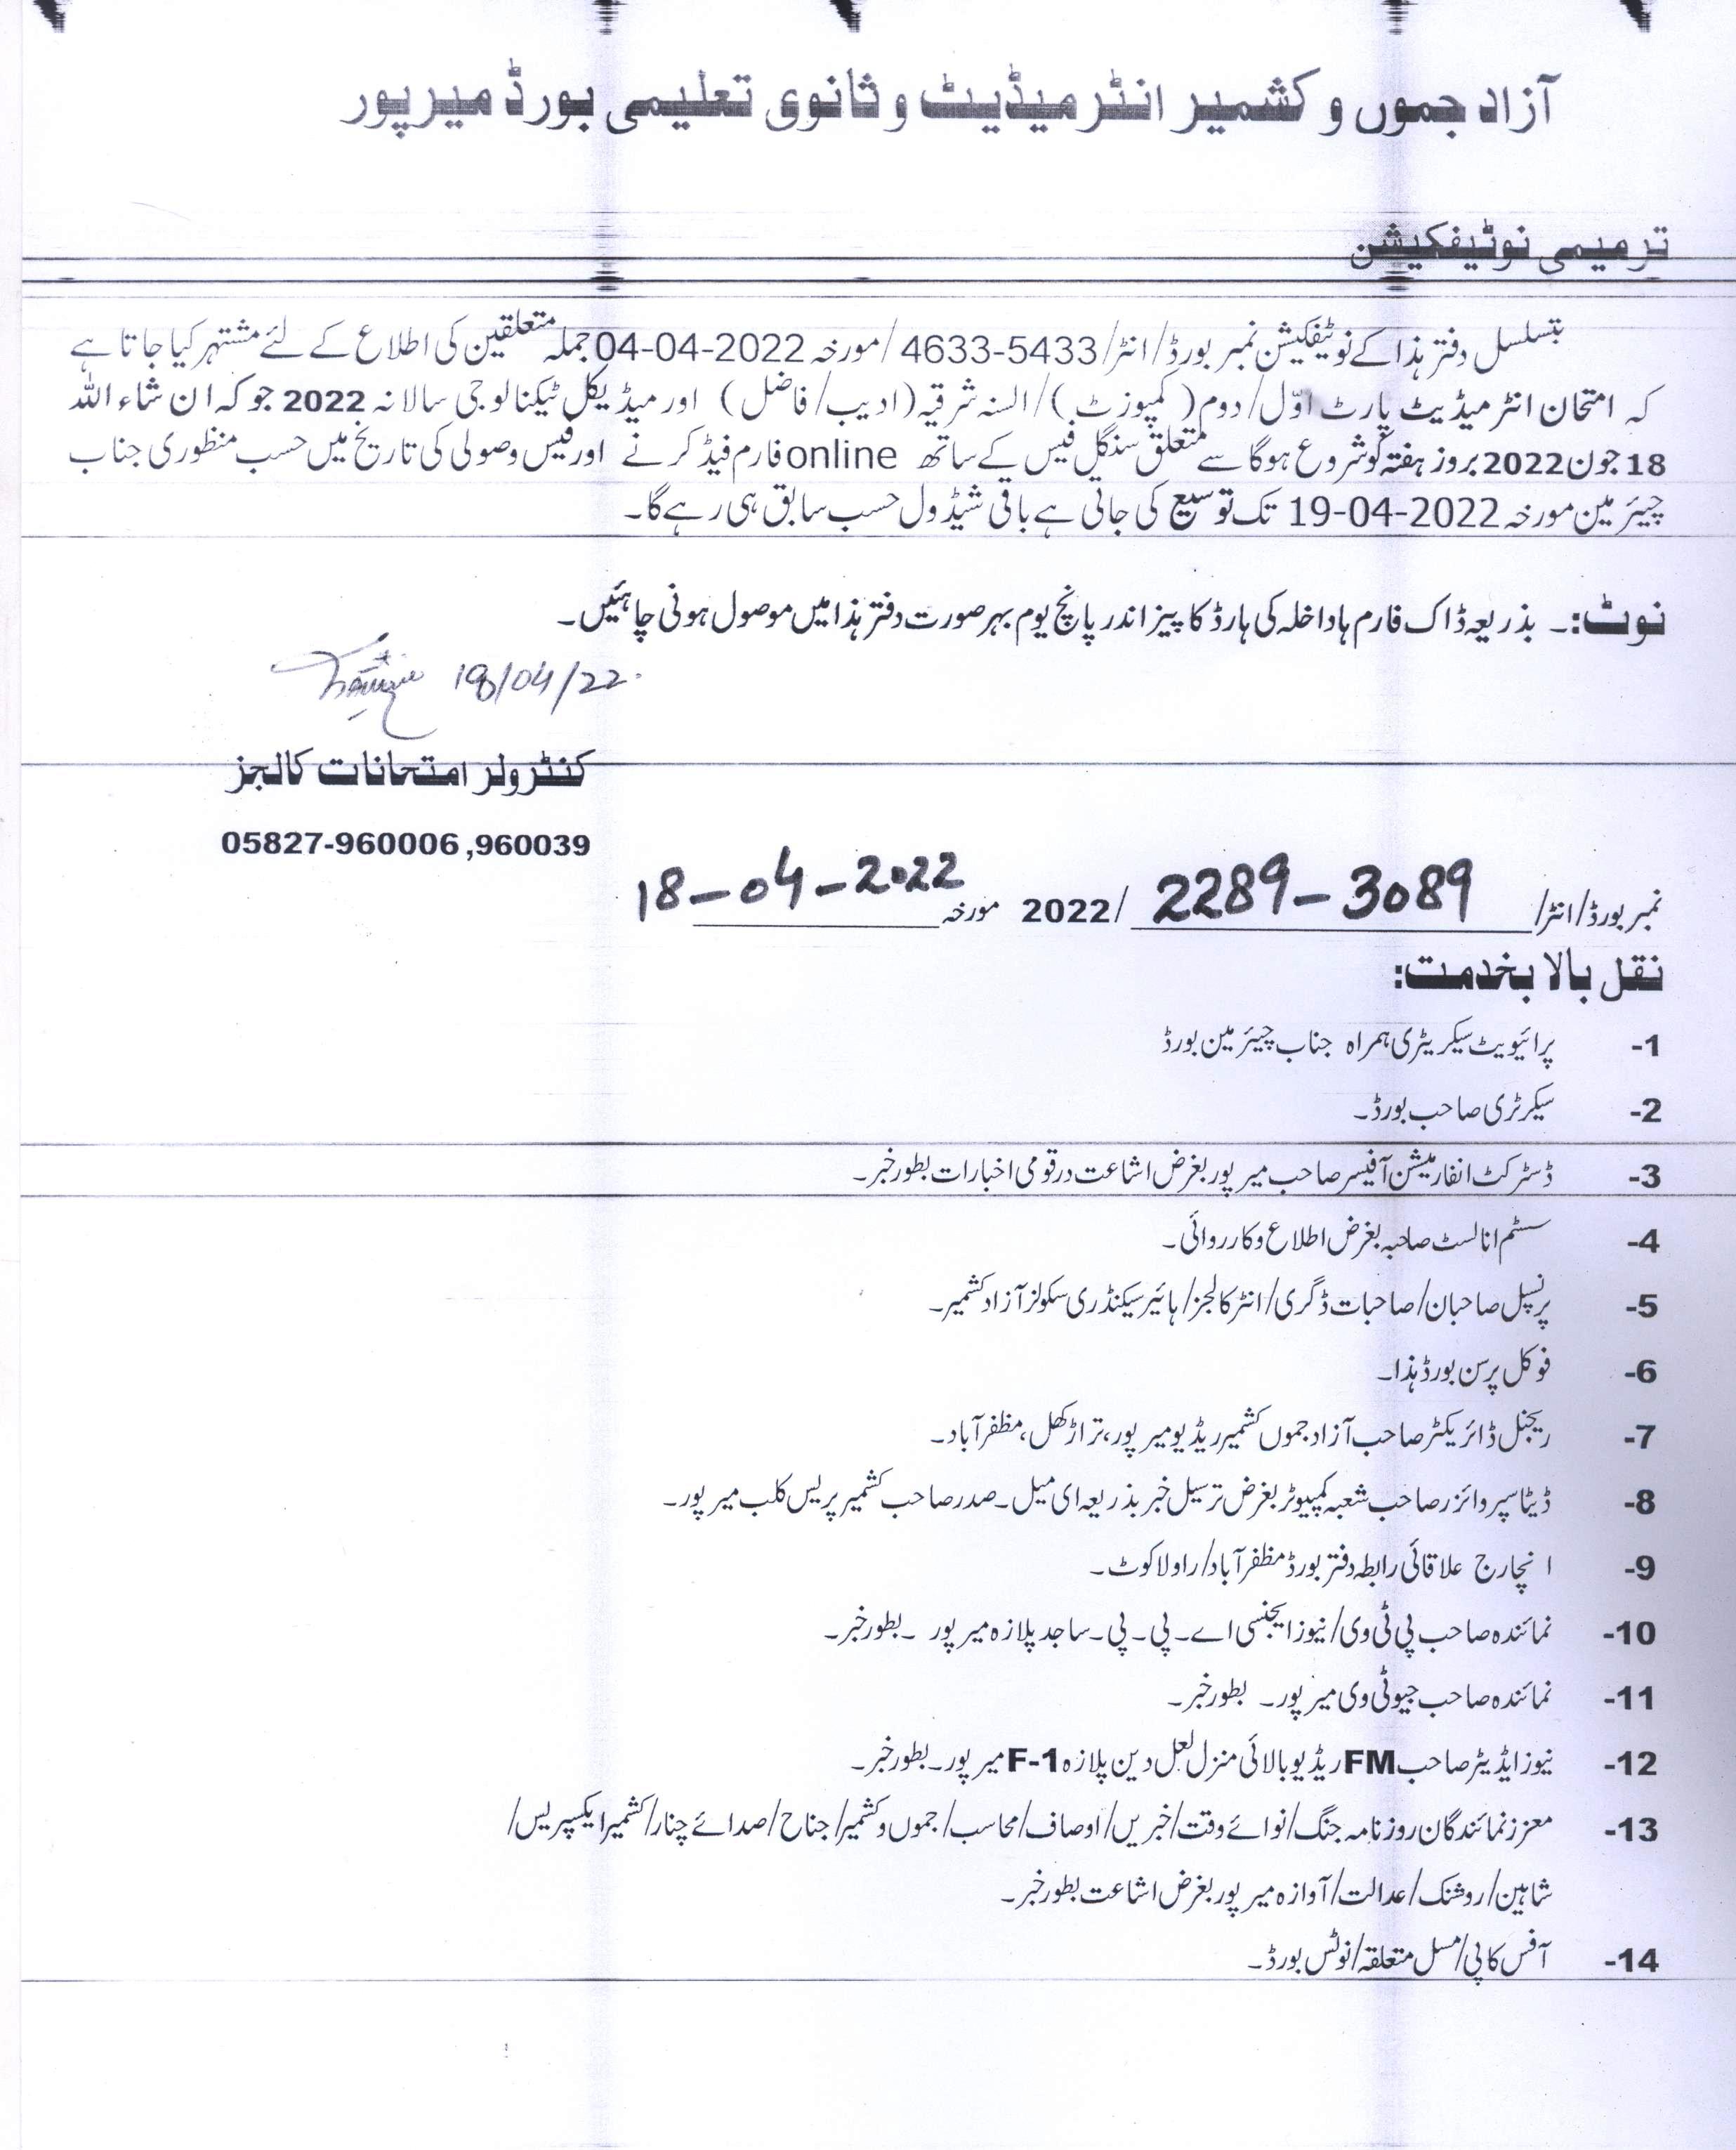 آزاد جموں و کشمیر انٹرمیڈیٹ و ثانوی تعلیمی بورڈ میرپور
ترمیمی نوٹیفکیشن
بتسلسل دفتر ہذا کے نوٹیفکیشن نمبر بورڈ/انٹر/4633-5433/مورخہ 04-04-2022 جملہ متعلقین کی اطلاع کے لئے مشتہر کیا جاتا ہے
کہ امتحان انٹرمیڈیٹ پارٹ اوّل/دوم( کمپوزٹ )/السنہ شرقیہ(ادیب/فاضل) اور میڈیکل ٹیکنالوجی سالانہ 2022 جو کہ ان شاء اللہ
18 جون 2022 بروز ہفتہ کو شروع ہوگا سے متعلق سنگل فیس کے ساتھ online فارم فیڈ کرنے اور فیس وصولی کی تاریخ میں حسب منظوری جناب
چیئرمین مورخہ 19-04-2022 تک توسیع کی جاتی ہے باقی شیڈول حسب سابق ہی رہے گا۔
نوٹ:۔ بذریعہ ڈاک فارم ہا داخلہ کی ہارڈ کاپیز اندر پانچ یوم بہر صورت دفتر ہذا میں موصول ہونی چاہئیں۔
18/04/22
کنٹرولر امتحانات کالجز
05827-960006,960039
نمبر بورڈ/انٹر/ 2289-3089 /2022 مورخہ 18-04-2022
نقل بالا بخدمت:
1- پرائیویٹ سیکریٹری ہمراہ جناب چیئرمین بورڈ
2- سیکرٹری صاحب بورڈ۔
3- ڈسٹرکٹ انفارمیشن آفیسر صاحب میرپور بغرض اشاعت در قومی اخبارات بطور خبر۔
4- سسٹم انالسٹ صاحبہ بغرض اطلاع و کارروائی۔
5- پرنسپل صاحبان/صاحبات ڈگری/انٹر کالجز/ہائیر سیکنڈری سکولز آزاد کشمیر۔
6- فوکل پرسن بورڈ ہذا۔
7- ریجنل ڈائریکٹر صاحب آزاد جموں کشمیر ریڈیو میرپور،تراڑکھل،مظفرآباد۔
8- ڈیٹا سپروائزر صاحب شعبہ کمپیوٹر بغرض ترسیل خبر بذریعہ ای میل۔صدر صاحب کشمیر پریس کلب میرپور۔
9- انچارج علاقائی رابطہ دفتر بورڈ مظفرآباد/راولاکوٹ۔
10- نمائندہ صاحب پی ٹی وی/نیوز ایجنسی اے۔پی۔پی۔ساجد پلازہ میرپور ۔بطور خبر۔
11- نمائندہ صاحب جیو ٹی وی میرپور۔ بطور خبر۔
12- نیوز ایڈیٹر صاحب FM ریڈیو بالائی منزل لعل دین پلازہ F-1 میرپور۔بطور خبر۔
13- معزز نمائندگان روزنامہ جنگ/نوائے وقت/خبریں/اوصاف/محاسب/جموں و کشمیر/جناح/صدائے چنار/کشمیر ایکسپریس/
شاہین/روشنک/عدالت/آوازہ میرپور بغرض اشاعت بطور خبر۔
14- آفس کاپی/مسل متعلقہ/نوٹس بورڈ۔